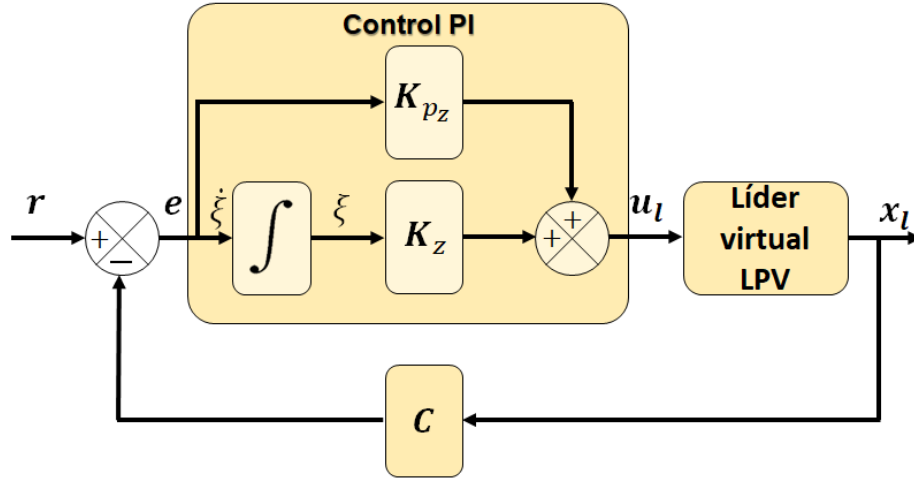 Control PI
K_{p_z}
r
+
−
e
ξ̇
∫
ξ
K_z
+
+
u_l
Líder
virtual
LPV
x_l
C